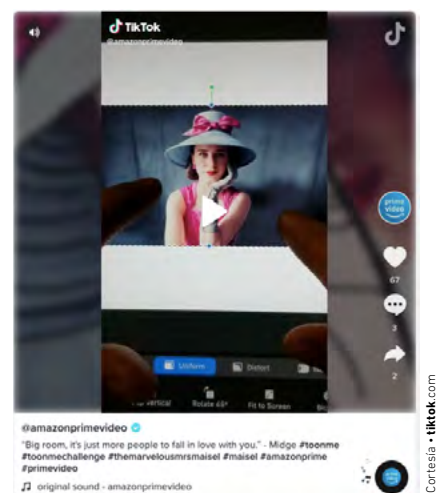 TikTok
@amazonprimevideo
prime
video
67
3
2
Uniform
Distort
Vertical
Rotate 45°
Fit to Screen
@amazonprimevideo
"Big room, it's just more people to fall in love with you." - Midge #toonme
#toonmechallenge #themarvelousmrsmaisel #maisel #amazonprime
#primevideo
original sound - amazonprimevideo
Cortesía • tiktok.com